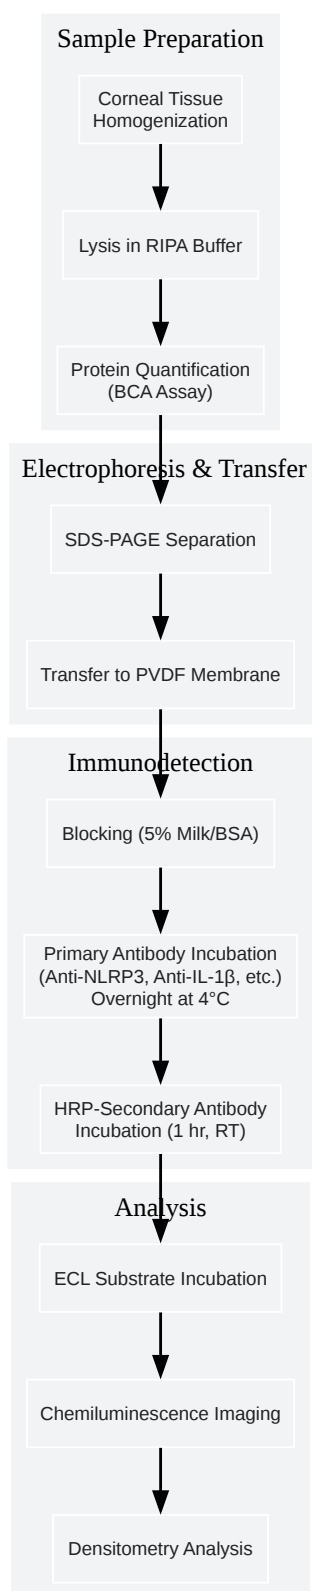 Sample Preparation
Corneal Tissue
Homogenization
Lysis in RIPA Buffer
Protein Quantification
(BCA Assay)
Electrophoresis & Transfer
SDS-PAGE Separation
Transfer to PVDF Membrane
Immunodetection
Blocking (5% Milk/BSA)
Primary Antibody Incubation
(Anti-NLRP3, Anti-IL-1β, etc.)
Overnight at 4°C
HRP-Secondary Antibody
Incubation (1 hr, RT)
Analysis
ECL Substrate Incubation
Chemiluminescence Imaging
Densitometry Analysis